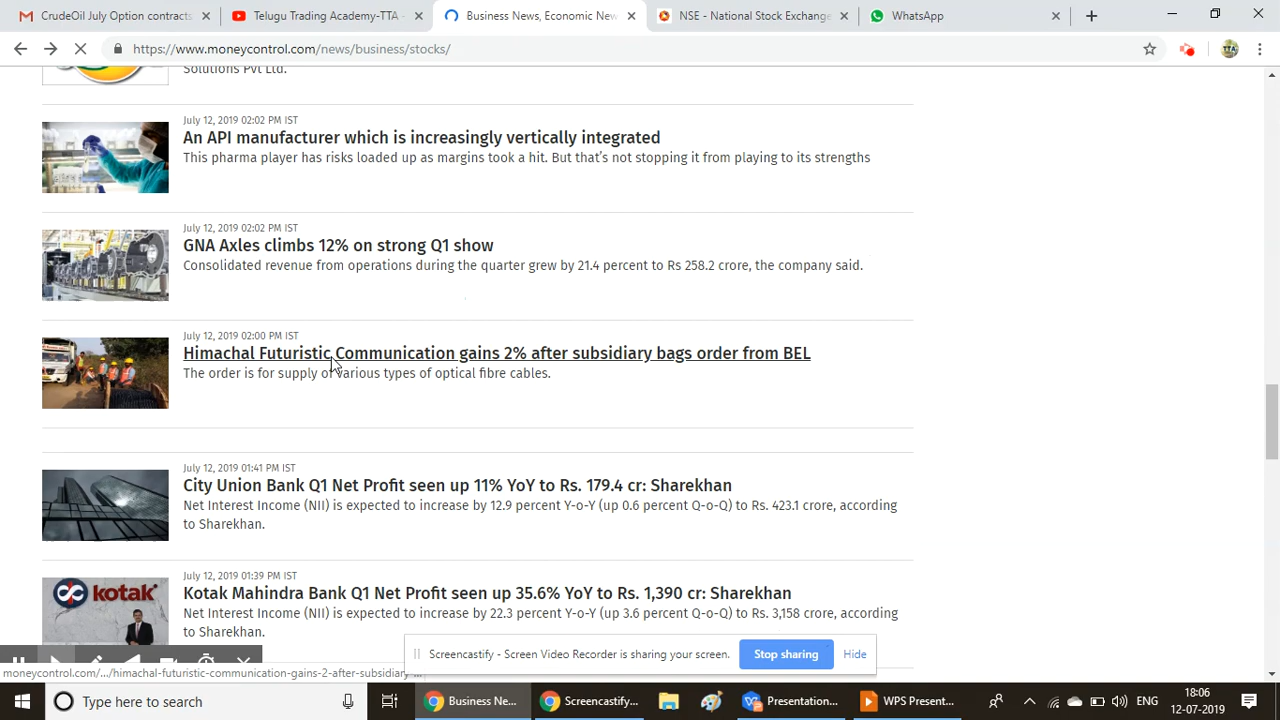 CrudeOil July Option contracts
Telugu Trading Academy-TTA -
Business News, Economic New
NSE - National Stock Exchange
WhatsApp
https://www.moneycontrol.com/news/business/stocks/
Solutions Pvt Ltd.
July 12, 2019 02:02 PM IST
An API manufacturer which is increasingly vertically integrated
This pharma player has risks loaded up as margins took a hit. But that's not stopping it from playing to its strengths
July 12, 2019 02:02 PM IST
GNA Axles climbs 12% on strong Q1 show
Consolidated revenue from operations during the quarter grew by 21.4 percent to Rs 258.2 crore, the company said.
July 12, 2019 02:00 PM IST
Himachal Futuristic Communication gains 2% after subsidiary bags order from BEL
The order is for supply of various types of optical fibre cables.
July 12, 2019 01:41 PM IST
City Union Bank Q1 Net Profit seen up 11% YoY to Rs. 179.4 cr: Sharekhan
Net Interest Income (NII) is expected to increase by 12.9 percent Y-o-Y (up 0.6 percent Q-o-Q) to Rs. 423.1 crore, according
to Sharekhan.
July 12, 2019 01:39 PM IST
kotak
Kotak Mahindra Bank Q1 Net Profit seen up 35.6% YoY to Rs. 1,390 cr: Sharekhan
Net Interest Income (NII) is expected to increase by 22.3 percent Y-o-Y (up 3.6 percent Q-o-Q) to Rs. 3,158 crore, according
to Sharekhan.
Screencastify - Screen Video Recorder is sharing your screen.
Stop sharing
Hide
moneycontrol.com/.../himachal-futuristic-communication-gains-2-after-subsidiary-...
Type here to search
Business Ne...
Screencastify...
Presentation...
WPS Present...
ENG
18:06
12-07-2019